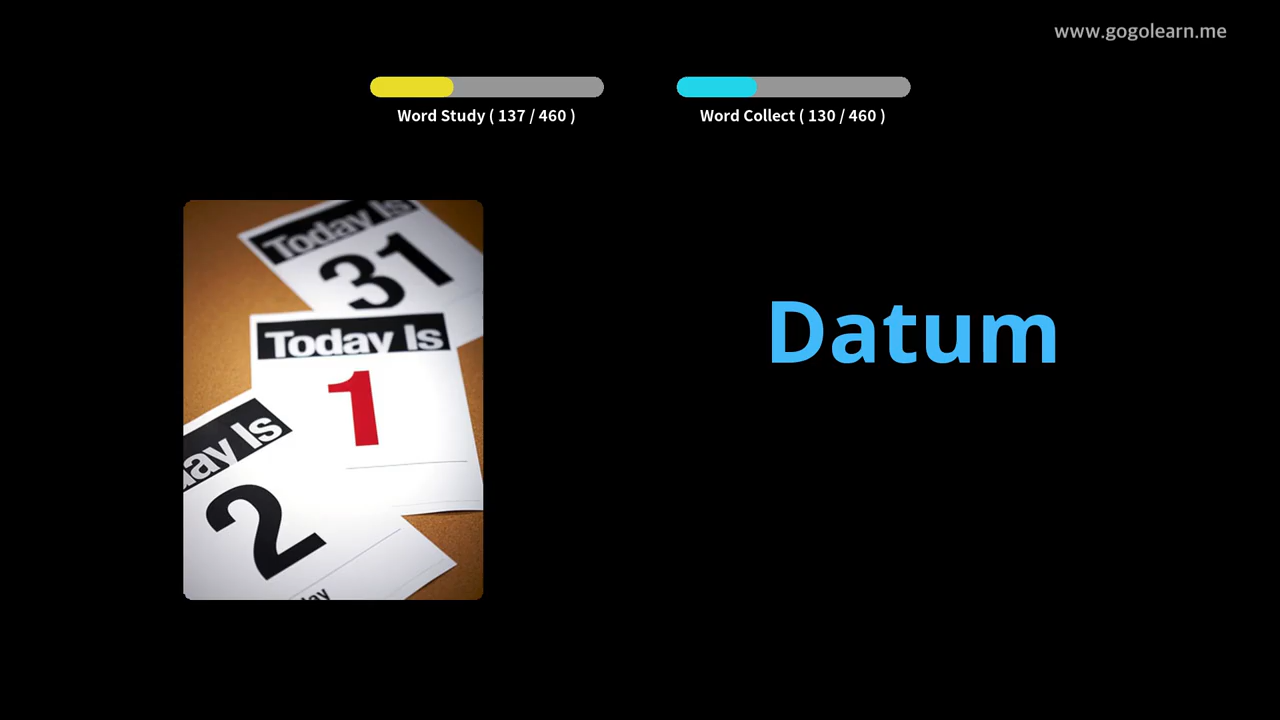 www.gogolearn.me
Word Study ( 137 / 460 )
Word Collect ( 130 / 460 )
Today Is
31
Today Is
1
ay Is
2
ay
Datum